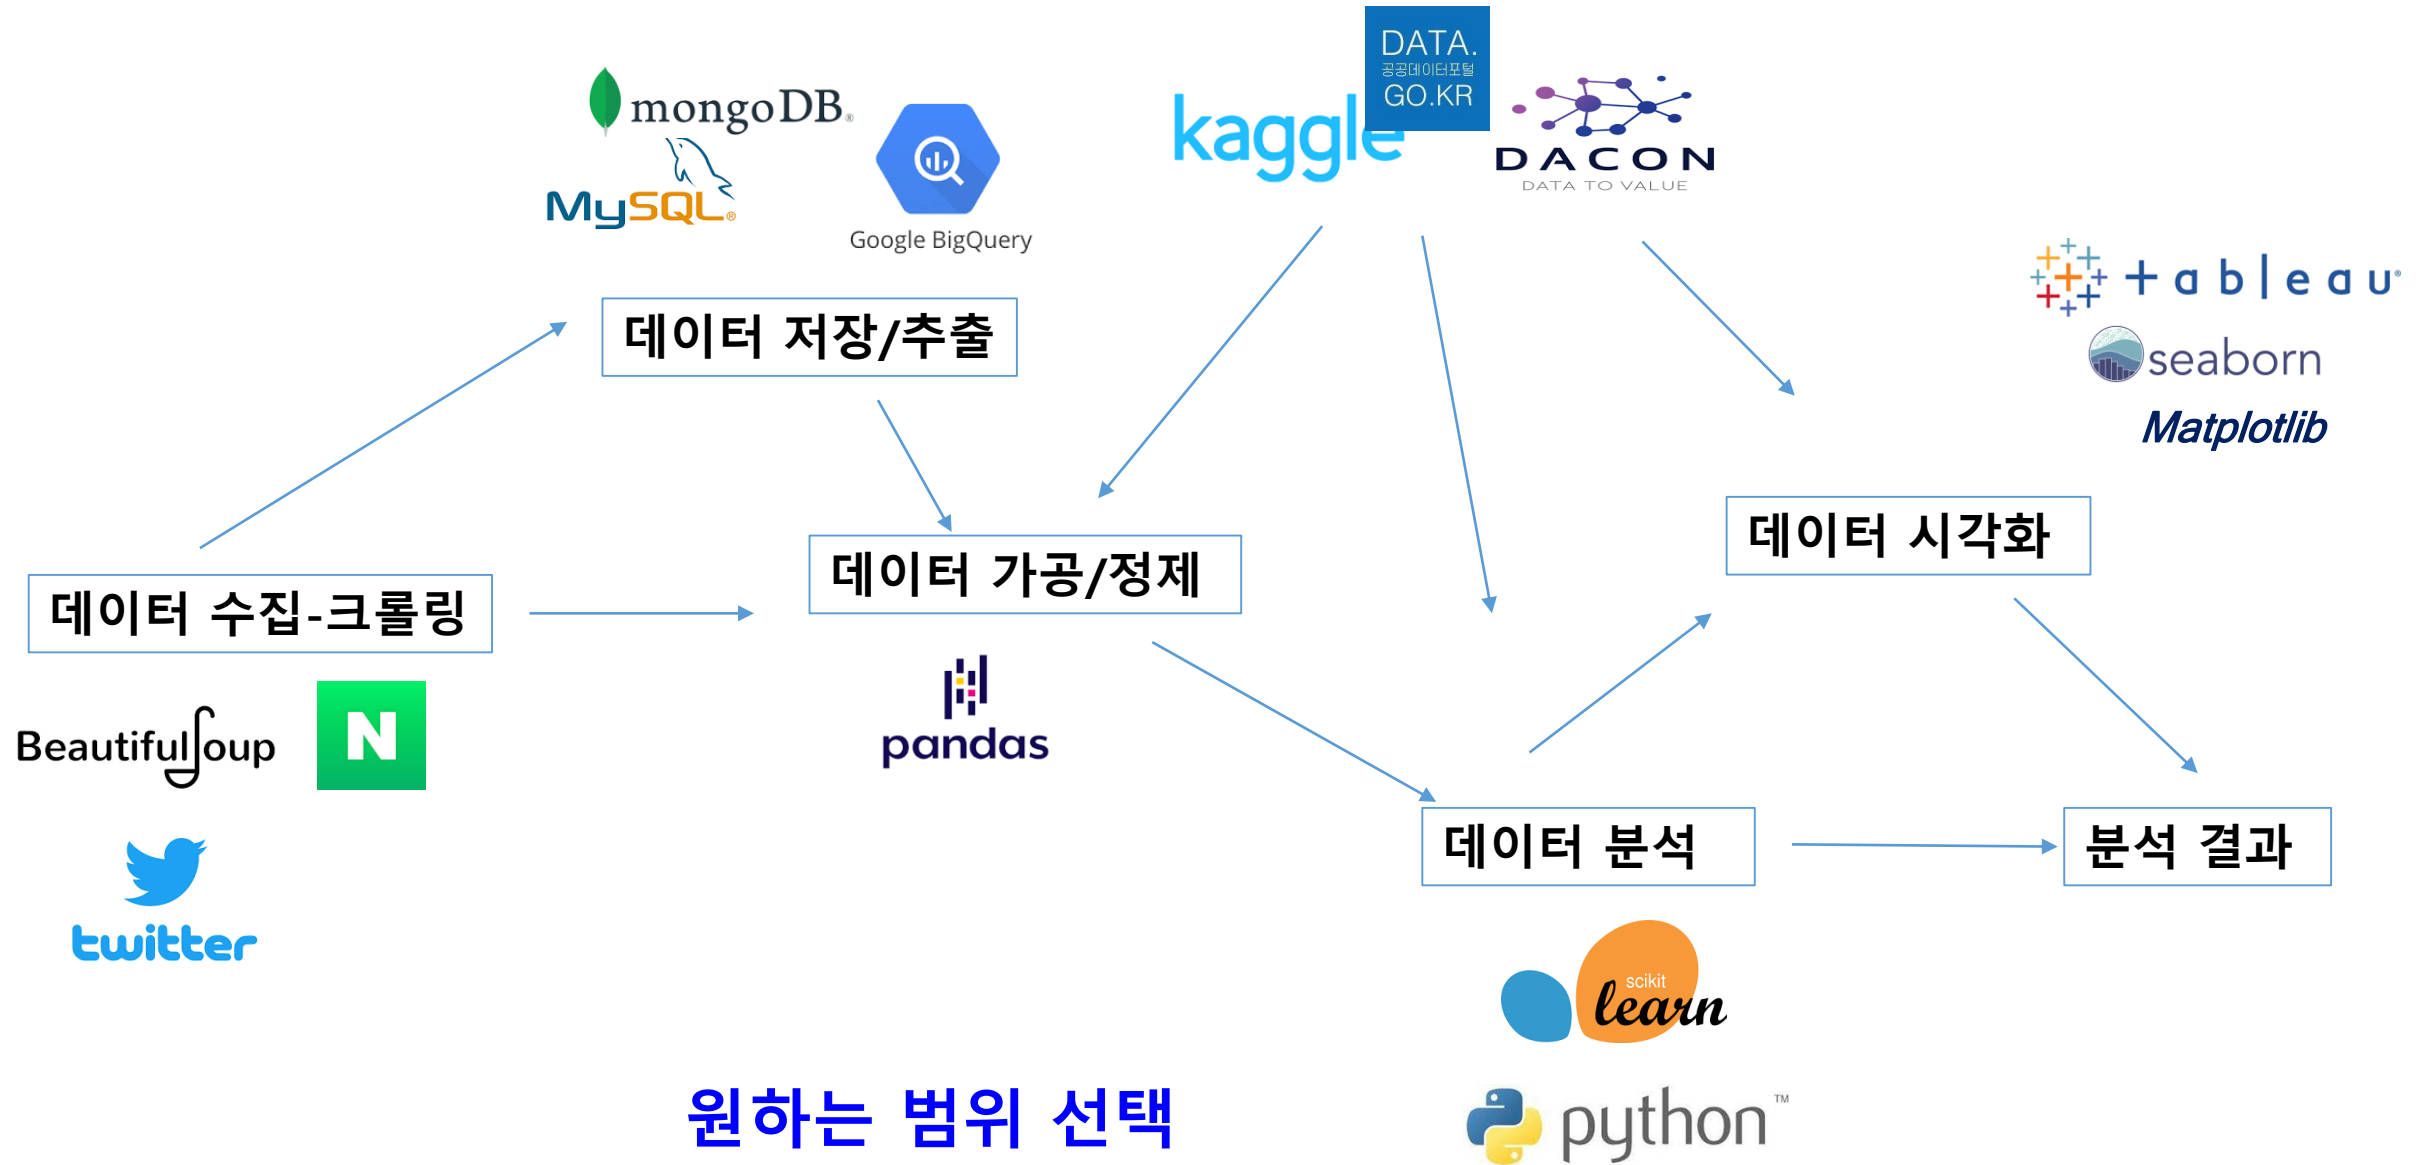 mongoDB®
MySQL®
Google BigQuery
데이터 저장/추출
kaggle
DATA.
공공데이터포털
GO.KR
DACON
DATA TO VALUE
+ableau®
seaborn
Matplotlib
데이터 시각화
데이터 수집-크롤링
BeautifulSoup
N
twitter
데이터 가공/정제
pandas
데이터 분석
분석 결과
scikit
learn
python™
원하는 범위 선택